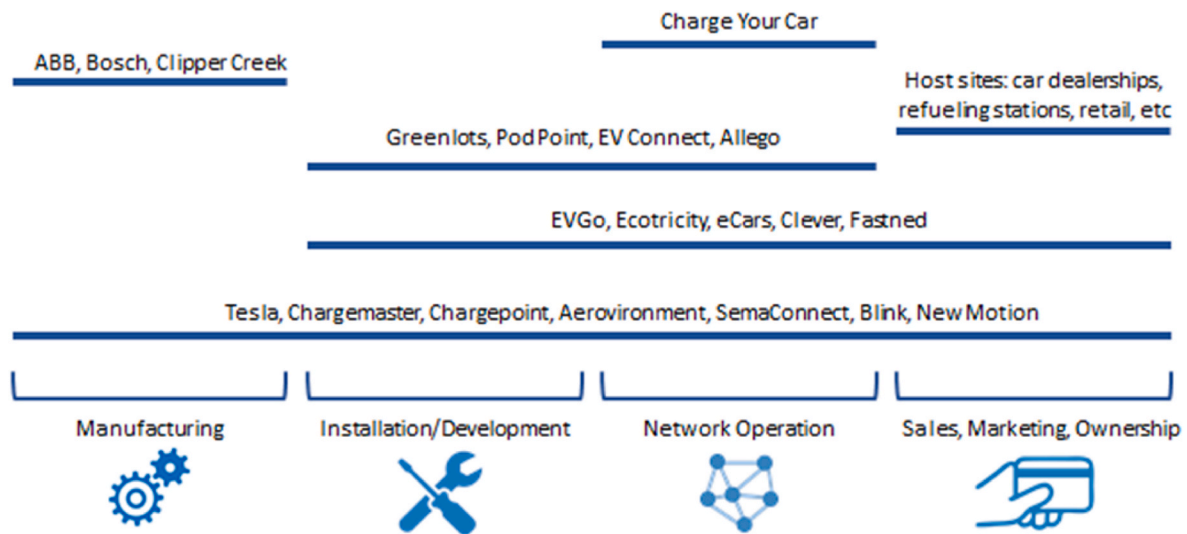 Charge Your Car
ABB, Bosch, Clipper Creek
Host sites: car dealerships,
refueling stations, retail, etc
Greenlots, Pod Point, EV Connect, Allego
EVGo, Ecotricity, eCars, Clever, Fastned
Tesla, Chargemaster, Chargepoint, Aerovironment, SemaConnect, Blink, New Motion
Manufacturing
Installation/Development
Network Operation
Sales, Marketing, Ownership